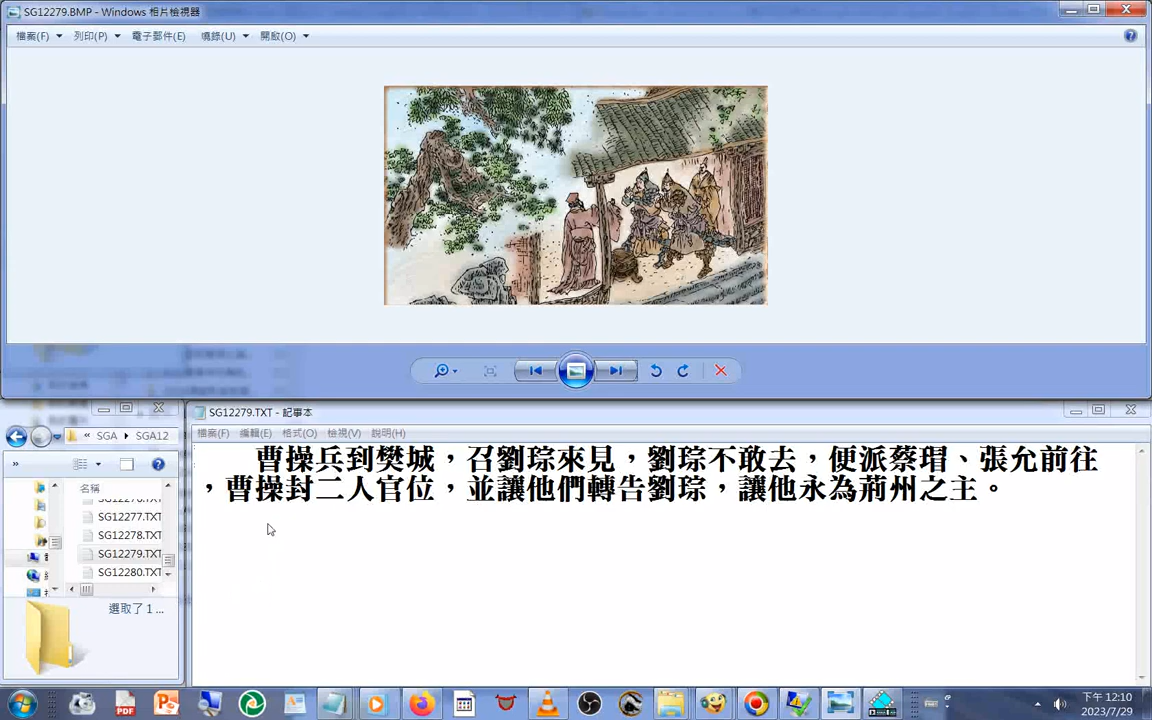 SG12279.BMP - Windows 相片檢視器
檔案(F) 列印(P) 電子郵件(E) 燒錄(U) 開啟(O)
SG12279.TXT - 記事本
« SGA ▸ SGA12
檔案(F) 編輯(E) 格式(O) 檢視(V) 說明(H)
»
名稱
SG12277.TXT
SG12278.TXT
SG12279.TXT
SG12280.TXT
選取了 1 ...
曹操兵到樊城，召劉琮來見，劉琮不敢去，便派蔡瑁、張允前往
，曹操封二人官位，並讓他們轉告劉琮，讓他永為荊州之主。
下午 12:10
2023/7/29